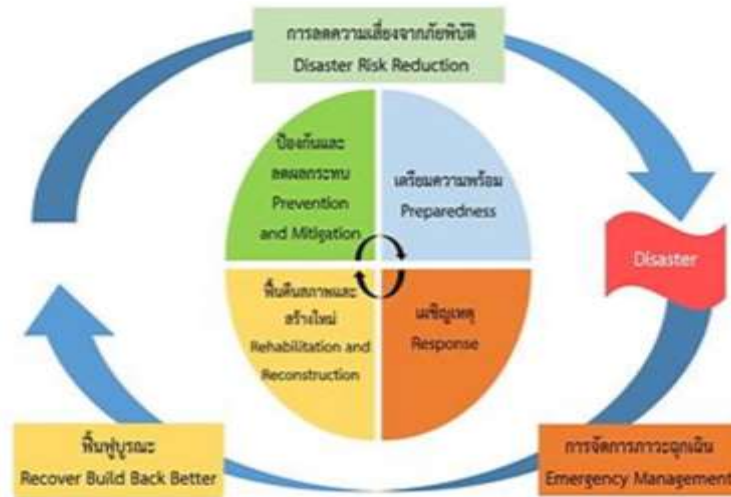 การลดความเสี่ยงจากภัยพิบัติ
Disaster Risk Reduction
ป้องกันและ
ลดผลกระทบ
Prevention
and Mitigation
เตรียมความพร้อม
Preparedness
Disaster
ฟื้นคืนสภาพและ
สร้างใหม่
Rehabilitation and
Reconstruction
เผชิญเหตุ
Response
ฟื้นฟูบูรณะ
Recover Build Back Better
การจัดการภาวะฉุกเฉิน
Emergency Management